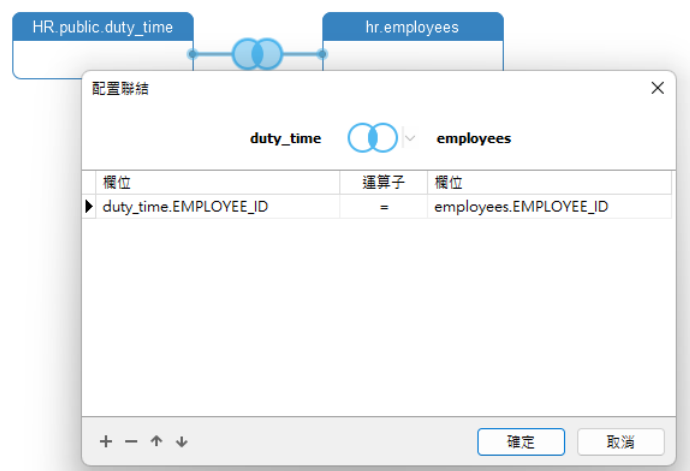 HR.public.duty_time
hr.employees
配置聯結
duty_time
employees
欄位 運算子 欄位
duty_time.EMPLOYEE_ID = employees.EMPLOYEE_ID
確定 取消